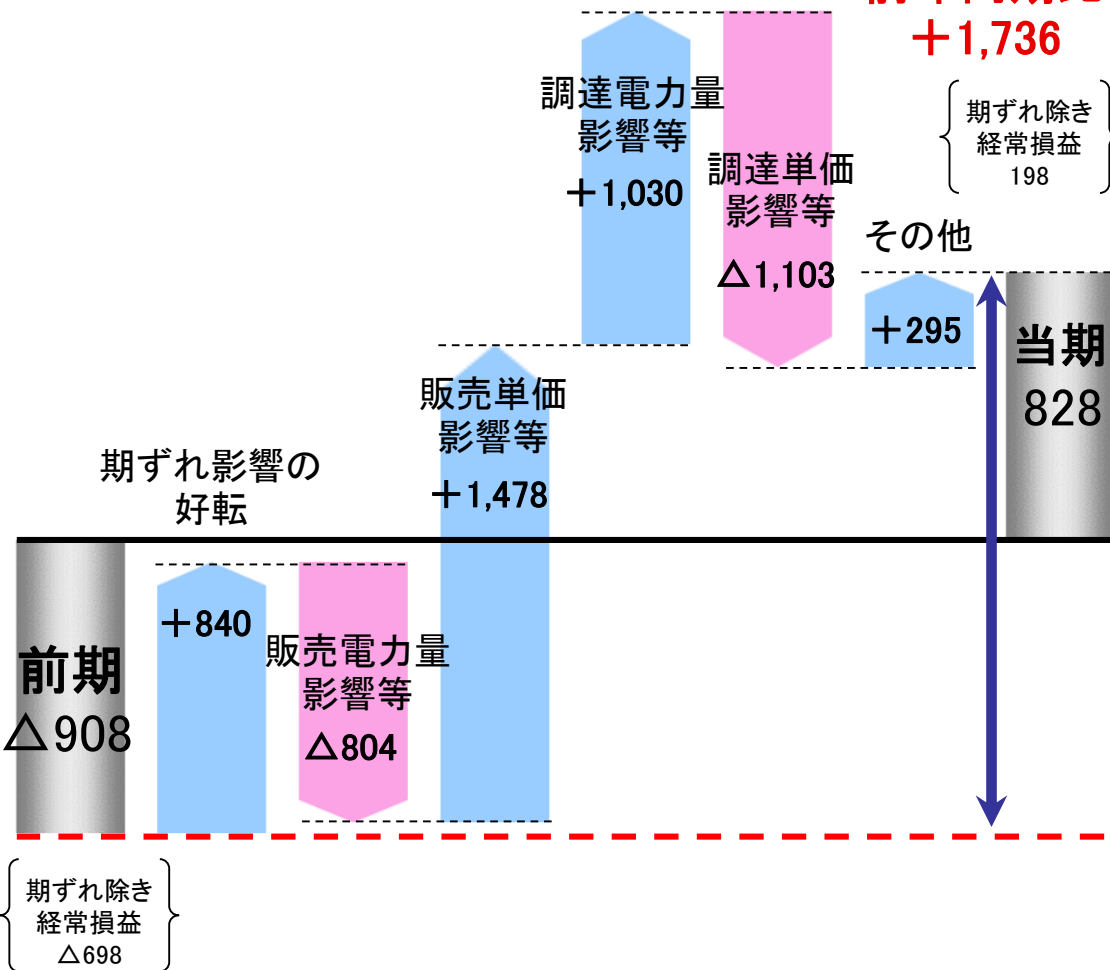 ＋1,736
期ずれ除き
経常損益
198
調達電力量
影響等
＋1,030
調達単価
影響等
△1,103
その他
＋295
当期
828
販売単価
影響等
＋1,478
期ずれ影響の
好転
＋840
販売電力量
影響等
△804
前期
△908
期ずれ除き
経常損益
△698